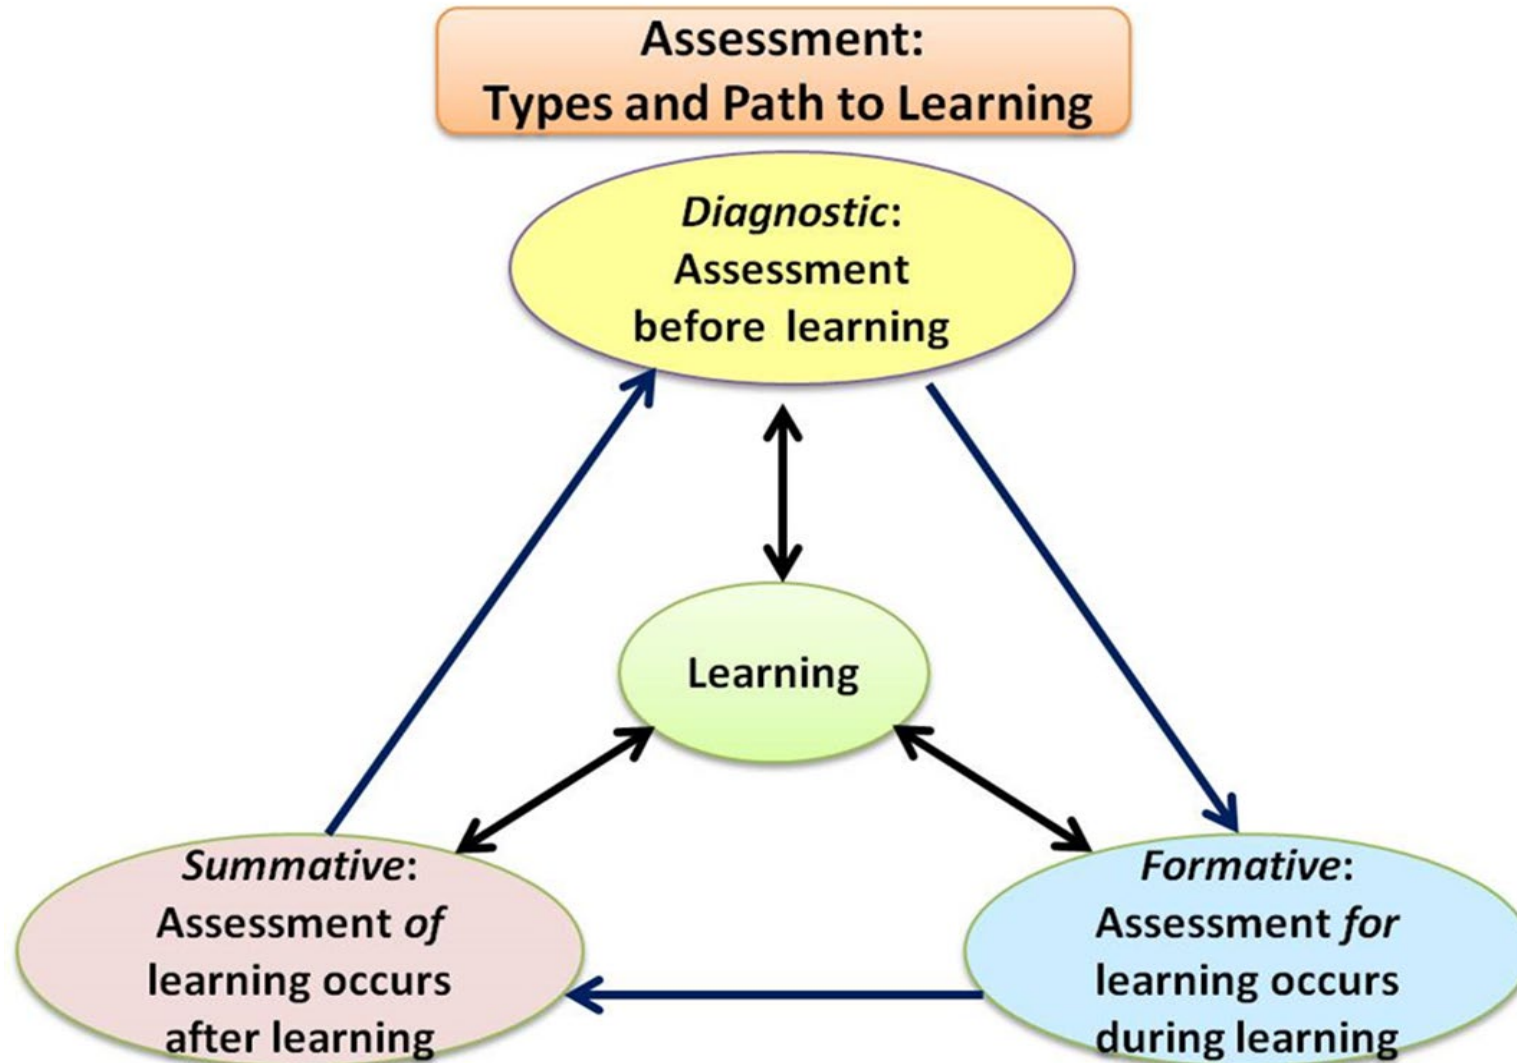 Assessment:
Types and Path to Learning
Diagnostic:
Assessment
before learning
Learning
Summative:
Assessment of
learning occurs
after learning
Formative:
Assessment for
learning occurs
during learning